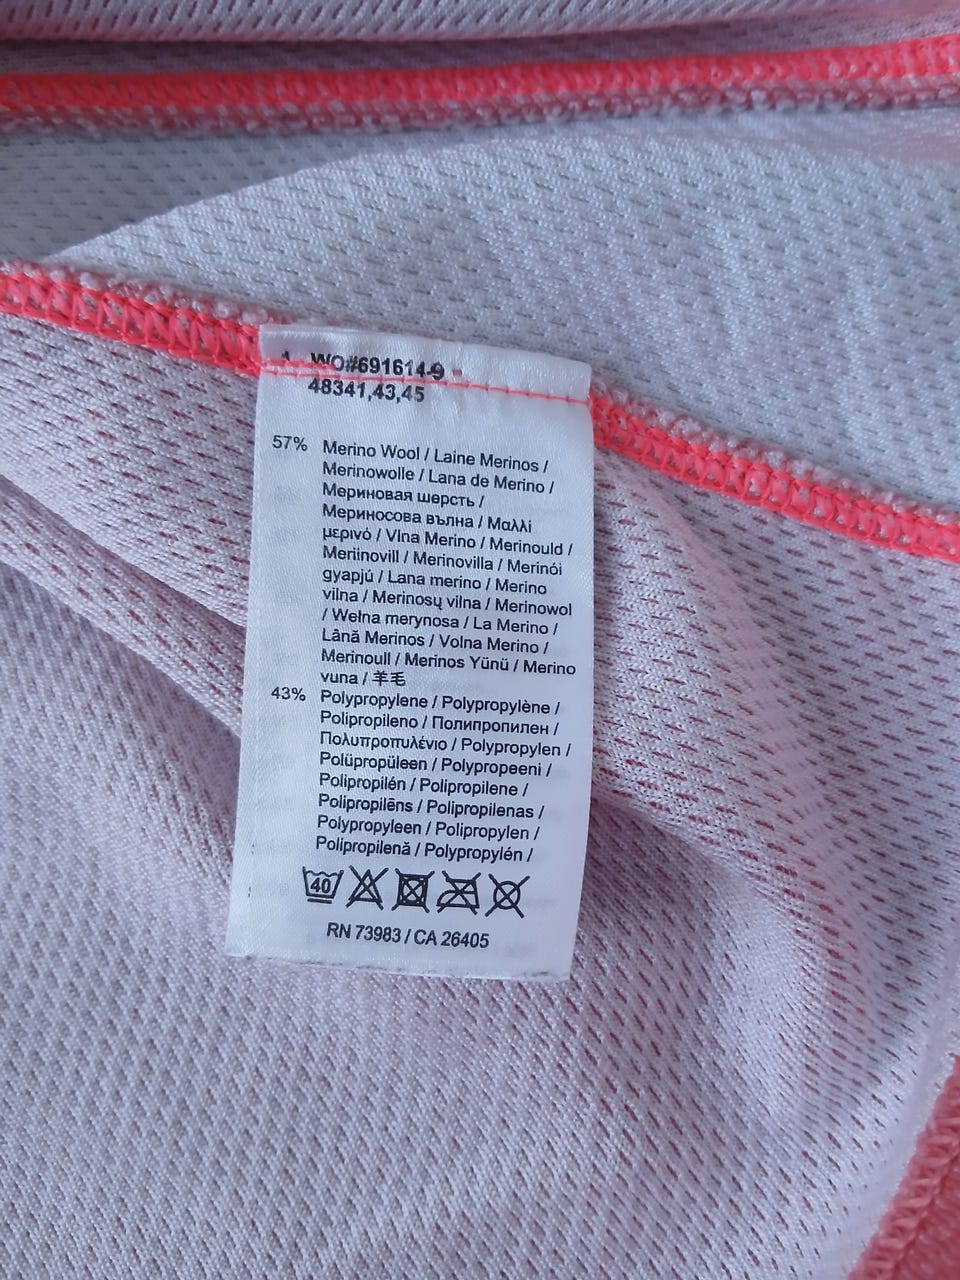 WO#691614-9
48341,43,45
57% Merino Wool / Laine Merinos /
Merinowolle / Lana de Merino /
Мериновая шерсть /
Мериносова вълна / Μαλλί
μερινό / Vlna Merino / Merinould /
Meriinovill / Merinovilla / Merinói
gyapjú / Lana merino / Merino
vilna / Merinosų vilna / Merinowol
/ Wełna merynosa / La Merino /
Lână Merinos / Volna Merino /
Merinoull / Merinos Yünü / Merino
vuna / 羊毛
43% Polypropylene / Polypropylène /
Polipropileno / Полипропилен /
Πολυπροπυλένιο / Polypropylen /
Polüpropüleen / Polypropeeni /
Polipropilén / Polipropilene /
Polipropilēns / Polipropilenas /
Polypropyleen / Polipropylen /
Polipropilenă / Polypropylén /
40
RN 73983 / CA 26405